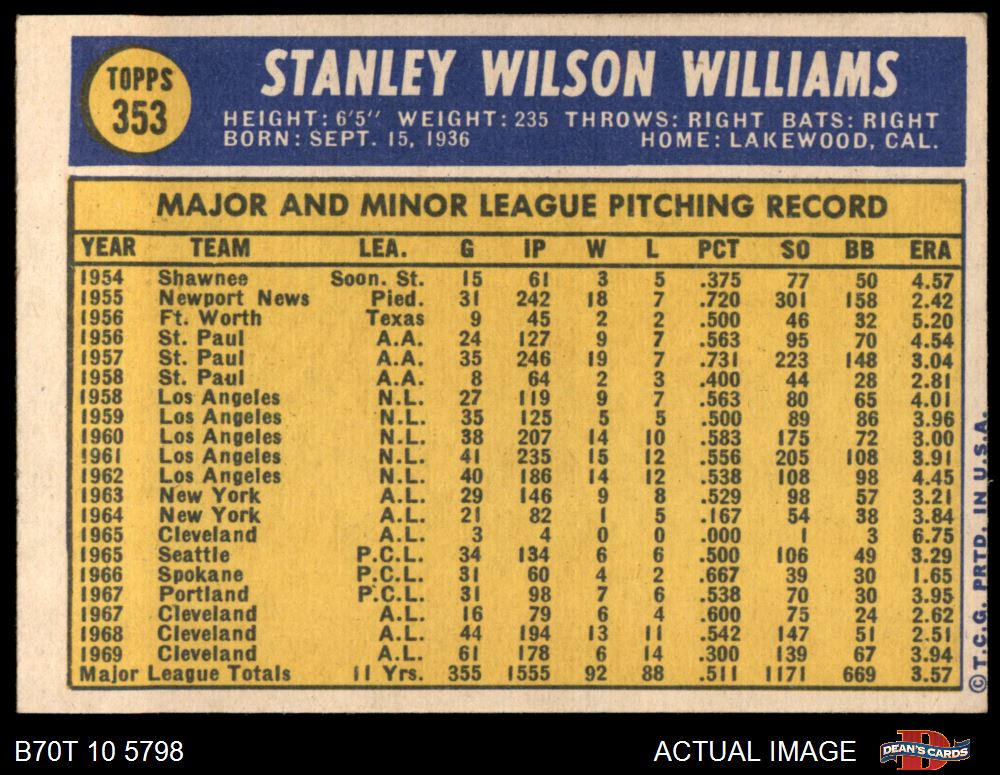 TOPPS
353
STANLEY WILSON WILLIAMS
HEIGHT: 6'5" WEIGHT: 235 THROWS: RIGHT BATS: RIGHT
BORN: SEPT. 15, 1936 HOME: LAKEWOOD, CAL.
MAJOR AND MINOR LEAGUE PITCHING RECORD
YEAR TEAM LEA. G IP W L PCT SO BB ERA
1954 Shawnee Soon. St. 15 61 3 5 .375 77 50 4.57
1955 Newport News Pied. 31 242 18 7 .720 301 158 2.42
1956 Ft. Worth Texas 9 45 2 2 .500 46 32 5.20
1956 St. Paul A.A. 24 127 9 7 .563 95 70 4.54
1957 St. Paul A.A. 35 246 19 7 .731 223 148 3.04
1958 St. Paul A.A. 8 64 2 3 .400 44 28 2.81
1958 Los Angeles N.L. 27 119 9 7 .563 80 65 4.01
1959 Los Angeles N.L. 35 125 5 5 .500 89 86 3.96
1960 Los Angeles N.L. 38 207 14 10 .583 175 72 3.00
1961 Los Angeles N.L. 41 235 15 12 .556 205 108 3.91
1962 Los Angeles N.L. 40 186 14 12 .538 108 98 4.45
1963 New York A.L. 29 146 9 8 .529 98 57 3.21
1964 New York A.L. 21 82 1 5 .167 54 38 3.84
1965 Cleveland A.L. 3 4 0 0 .000 1 3 6.75
1965 Seattle P.C.L. 34 134 6 6 .500 106 49 3.29
1966 Spokane P.C.L. 31 60 4 2 .667 39 30 1.65
1967 Portland P.C.L. 31 98 7 6 .538 70 30 3.95
1967 Cleveland A.L. 16 79 6 4 .600 75 24 2.62
1968 Cleveland A.L. 44 194 13 11 .542 147 51 2.51
1969 Cleveland A.L. 61 178 6 14 .300 139 67 3.94
Major League Totals 11 Yrs. 355 1555 92 88 .511 1171 669 3.57
© T.C.G. PRTD. IN U.S.A.
B70T 10 5798 ACTUAL IMAGE
DEAN'S CARDS